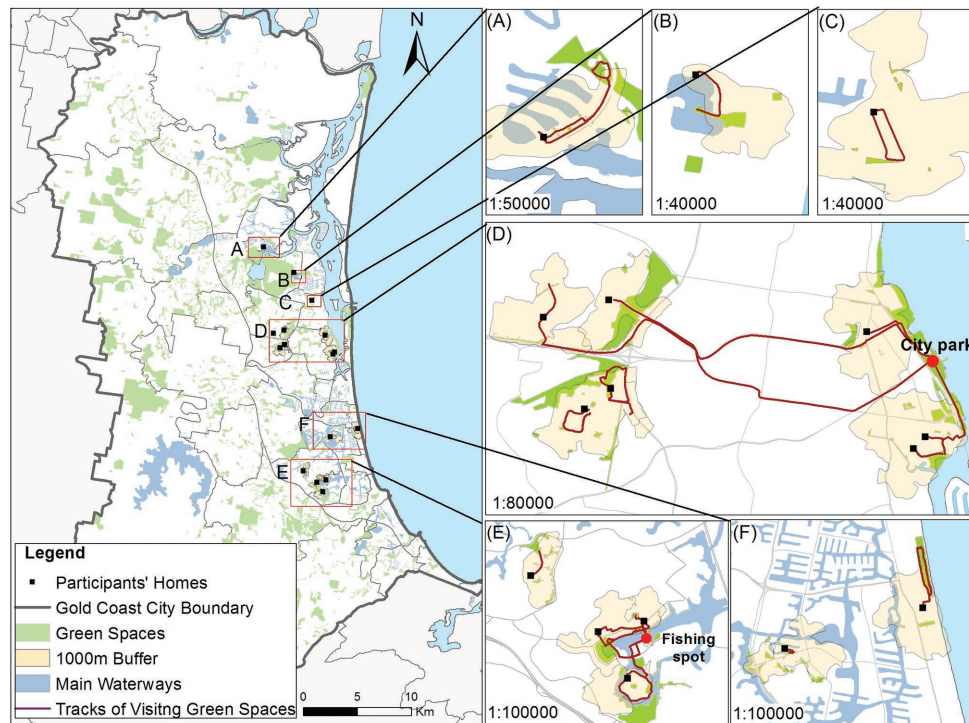 N
A
B
C
D
F
E
Legend
Participants' Homes
Gold Coast City Boundary
Green Spaces
1000m Buffer
Main Waterways
Tracks of Visitng Green Spaces
0 5 10
Km
(A)
1:50000
(B)
1:40000
(C)
1:40000
(D)
City park
1:80000
(E)
Fishing
spot
1:100000
(F)
1:100000